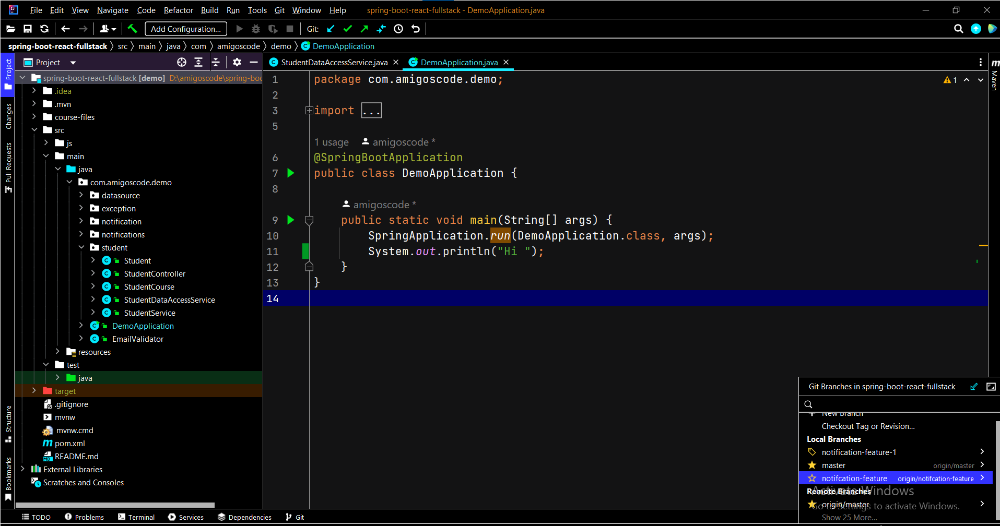 File Edit View Navigate Code Refactor Build Run Tools Git Window Help spring-boot-react-fullstack - DemoApplication.java
Add Configuration... Git:
spring-boot-react-fullstack src main java com amigoscode demo DemoApplication
Project
StudentDataAccessService.java
DemoApplication.java
Project
Changes
Pull Requests
Structure
Bookmarks
Maven
spring-boot-react-fullstack [demo] D:\amigoscode\spring-boo
.idea
.mvn
course-files
src
js
main
java
com.amigoscode.demo
datasource
exception
notification
notifications
student
Student
StudentController
StudentCourse
StudentDataAccessService
StudentService
DemoApplication
EmailValidator
resources
test
java
target
.gitignore
mvnw
mvnw.cmd
pom.xml
README.md
External Libraries
Scratches and Consoles
1 package com.amigoscode.demo;
1
2
3 import ...
5
1 usage amigoscode *
6 @SpringBootApplication
7 public class DemoApplication {
8
amigoscode *
9 public static void main(String[] args) {
10 SpringApplication.run(DemoApplication.class, args);
11 System.out.println("Hi ");
12 }
13 }
14
Git Branches in spring-boot-react-fullstack
New Branch
Checkout Tag or Revision...
Local Branches
notification-feature-1
master origin/master
notifcation-feature origin/notifcation-feature
Remote Branches
origin/master
Show 25 More...
Activate Windows
Go to Settings to activate Windows.
TODO Problems Terminal Services Dependencies Git